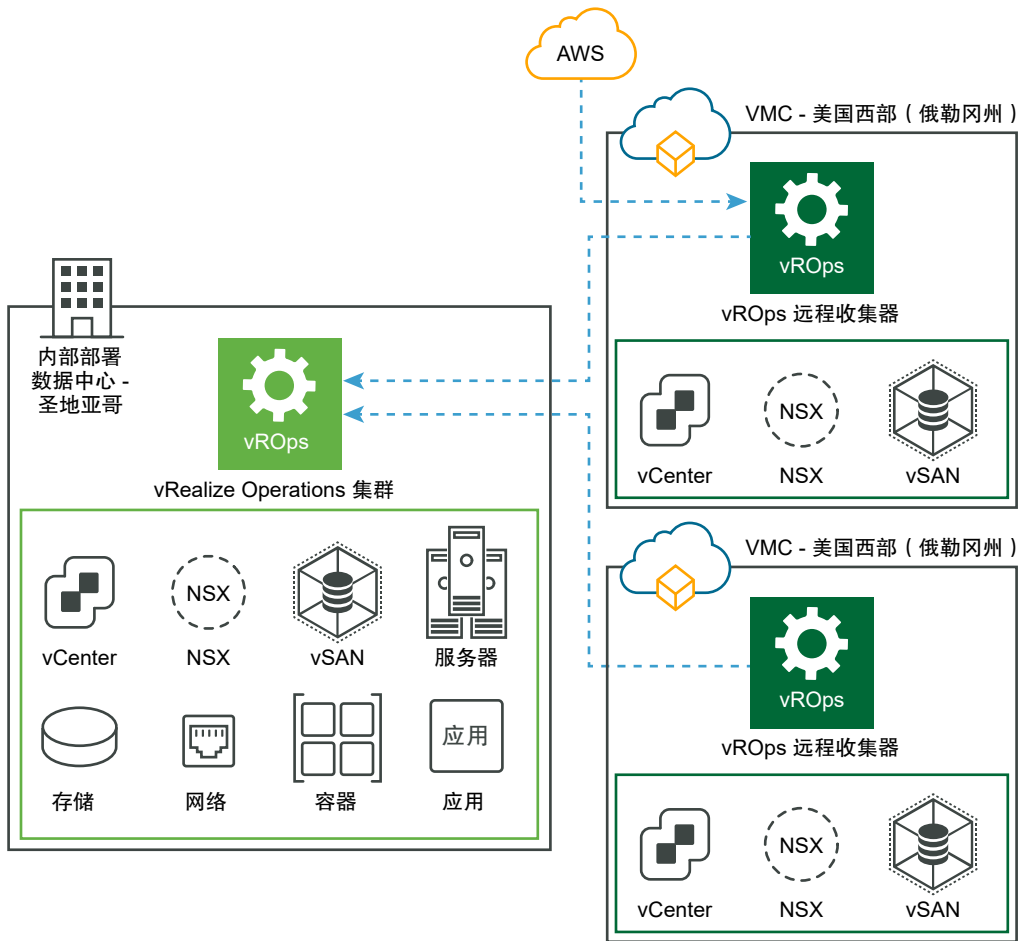 AWS
VMC - 美国西部（俄勒冈州）
vROps
vROps 远程收集器
vCenter
NSX
NSX
vSAN
内部部署
数据中心 -
圣地亚哥
vROps
vRealize Operations 集群
vCenter
NSX
NSX
vSAN
服务器
存储
网络
容器
应用
应用
VMC - 美国西部（俄勒冈州）
vROps
vROps 远程收集器
vCenter
NSX
NSX
vSAN